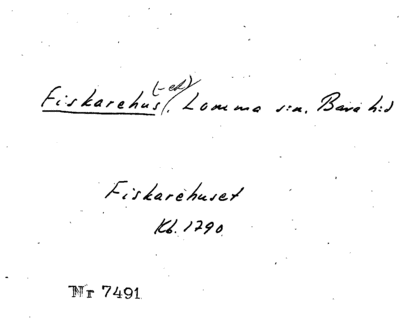 Fiskarehus(-et), Lomma s:n. Bara h:d
Fiskarehuset
Kb. 1790
Nr 7491